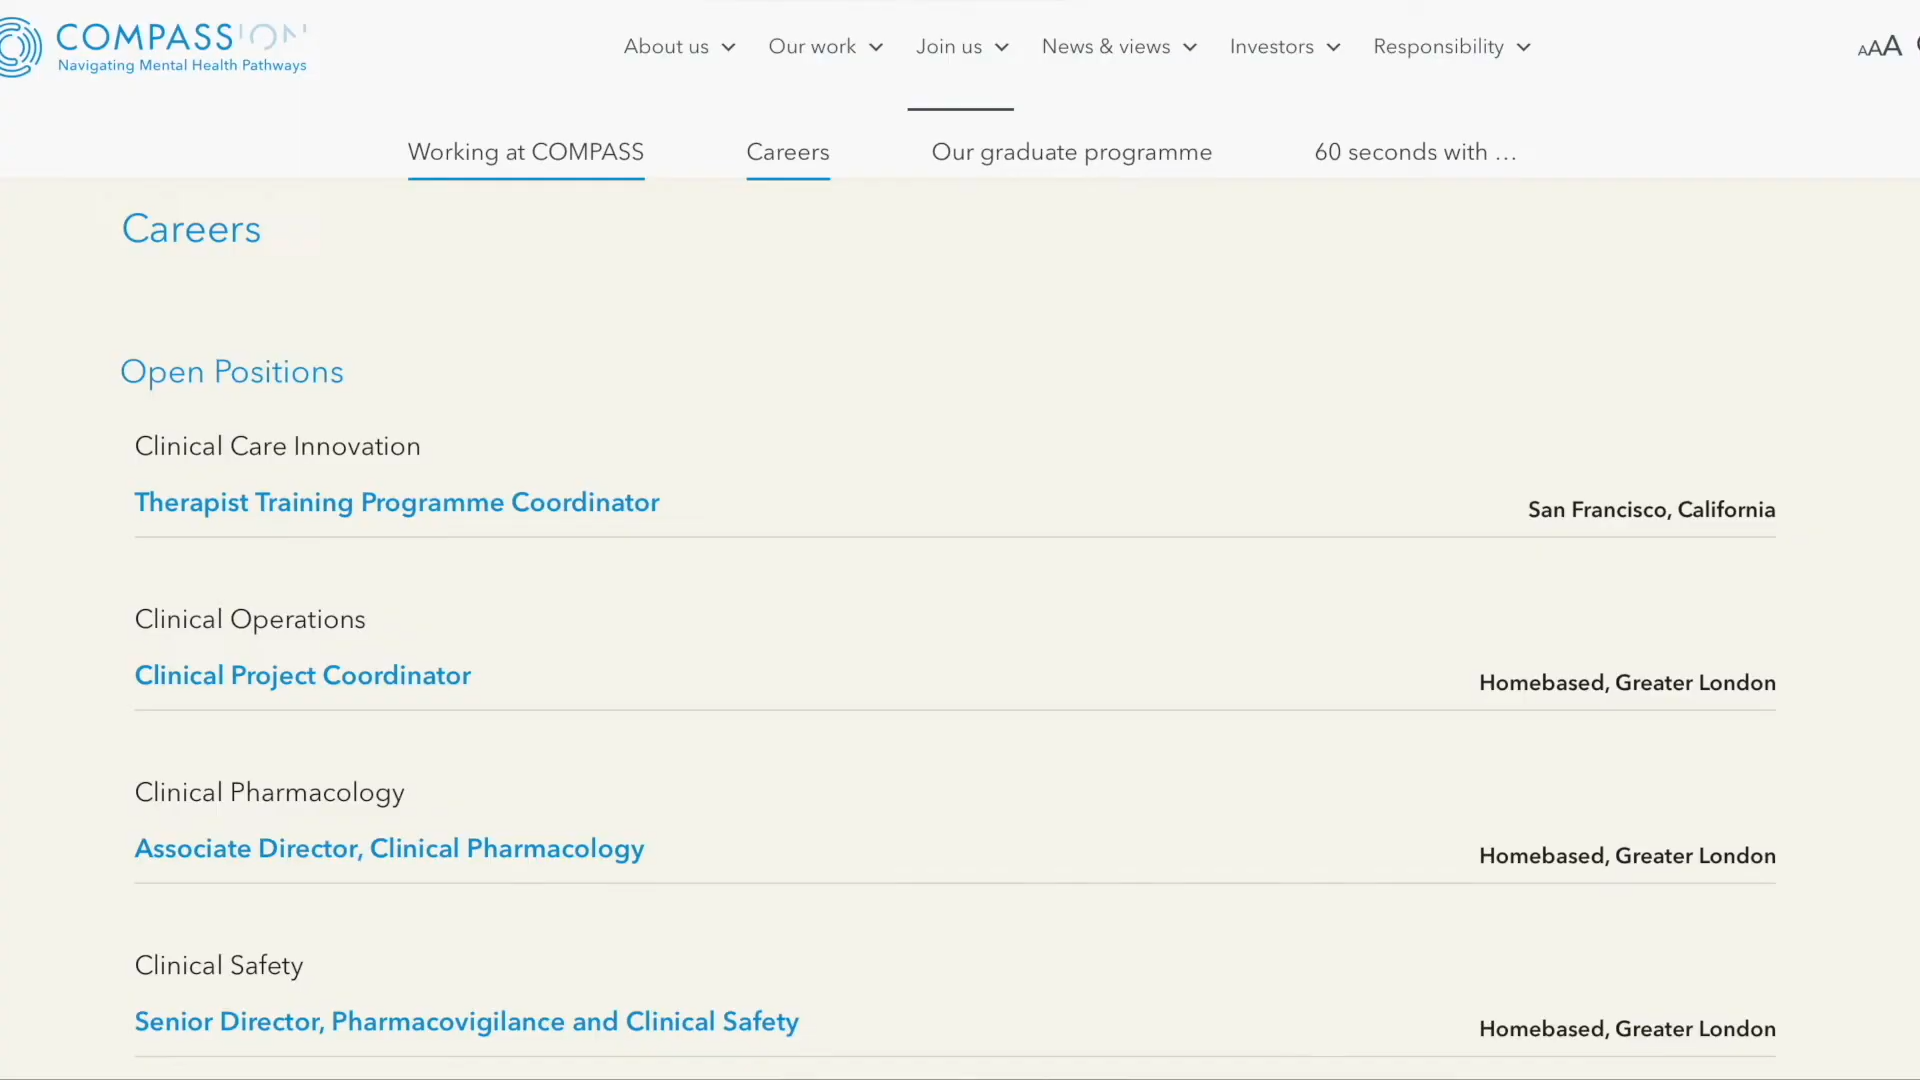 COMPASSION
Navigating Mental Health Pathways
About us
Our work
Join us
News & views
Investors
Responsibility
AAA
Working at COMPASS
Careers
Our graduate programme
60 seconds with ...
Careers
Open Positions
Clinical Care Innovation
Therapist Training Programme Coordinator
San Francisco, California
Clinical Operations
Clinical Project Coordinator
Homebased, Greater London
Clinical Pharmacology
Associate Director, Clinical Pharmacology
Homebased, Greater London
Clinical Safety
Senior Director, Pharmacovigilance and Clinical Safety
Homebased, Greater London